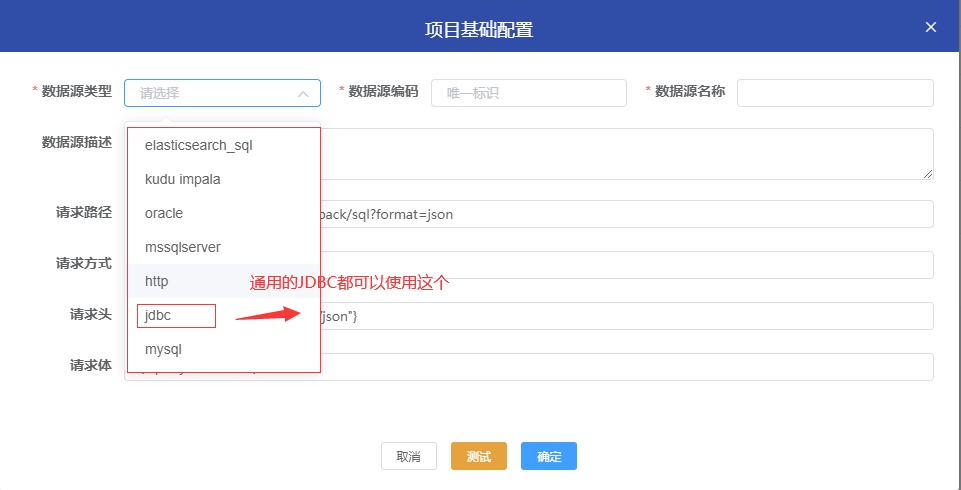 项目基础配置
* 数据源类型 请选择 * 数据源编码 唯一标识 * 数据源名称
数据源描述
elasticsearch_sql
kudu impala
请求路径 oracle pack/sql?format=json
mssqlserver
请求方式
http 通用的JDBC都可以使用这个
请求头 jdbc json"}
mysql
请求体
取消 测试 确定